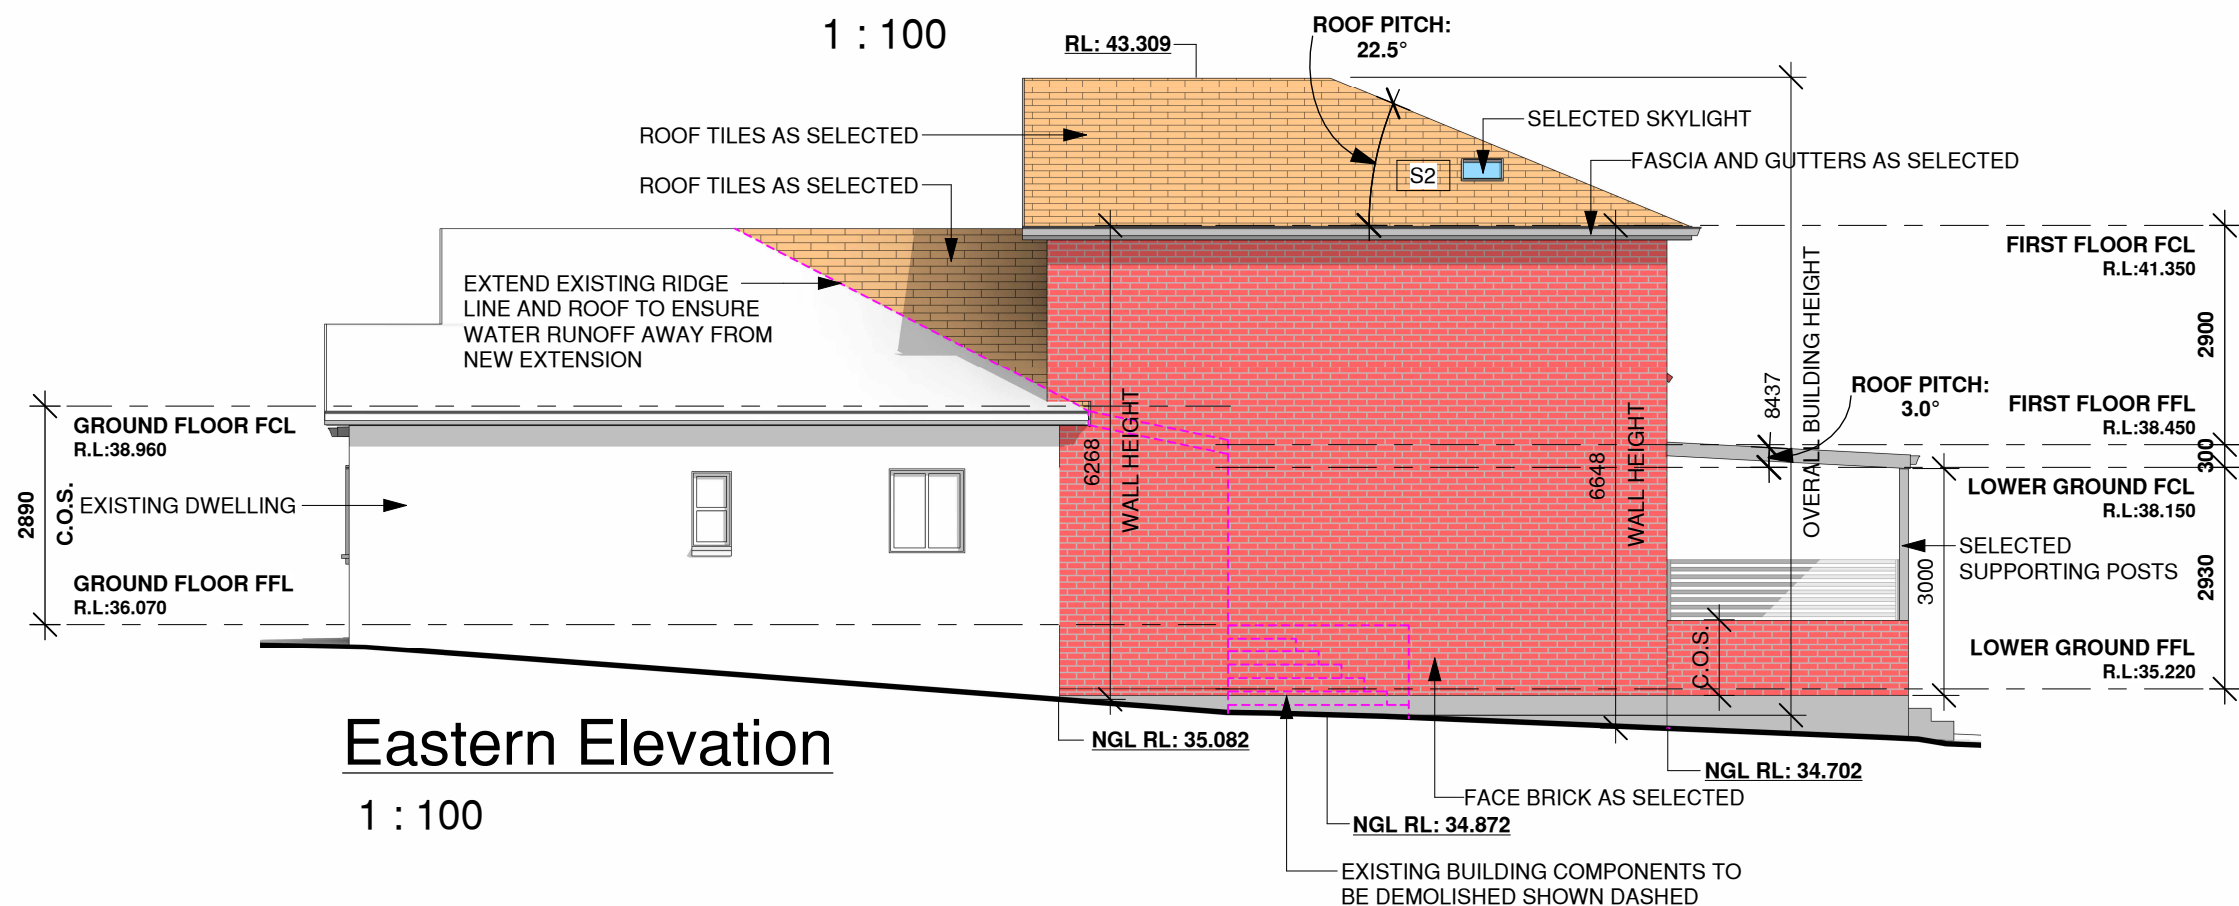 1 : 100
RL: 43.309
ROOF PITCH:
22.5°
ROOF TILES AS SELECTED
SELECTED SKYLIGHT
FASCIA AND GUTTERS AS SELECTED
S2
ROOF TILES AS SELECTED
EXTEND EXISTING RIDGE
LINE AND ROOF TO ENSURE
WATER RUNOFF AWAY FROM
NEW EXTENSION
FIRST FLOOR FCL
R.L:41.350
2900
OVERALL BUILDING HEIGHT
8437
ROOF PITCH:
3.0°
FIRST FLOOR FFL
R.L:38.450
300
GROUND FLOOR FCL
R.L:38.960
6268
WALL HEIGHT
6648
WALL HEIGHT
LOWER GROUND FCL
R.L:38.150
2890
C.O.S.
EXISTING DWELLING
SELECTED
SUPPORTING POSTS
3000
2930
GROUND FLOOR FFL
R.L:36.070
C.O.S.
LOWER GROUND FFL
R.L:35.220
Eastern Elevation
1 : 100
NGL RL: 35.082
NGL RL: 34.702
FACE BRICK AS SELECTED
NGL RL: 34.872
EXISTING BUILDING COMPONENTS TO
BE DEMOLISHED SHOWN DASHED